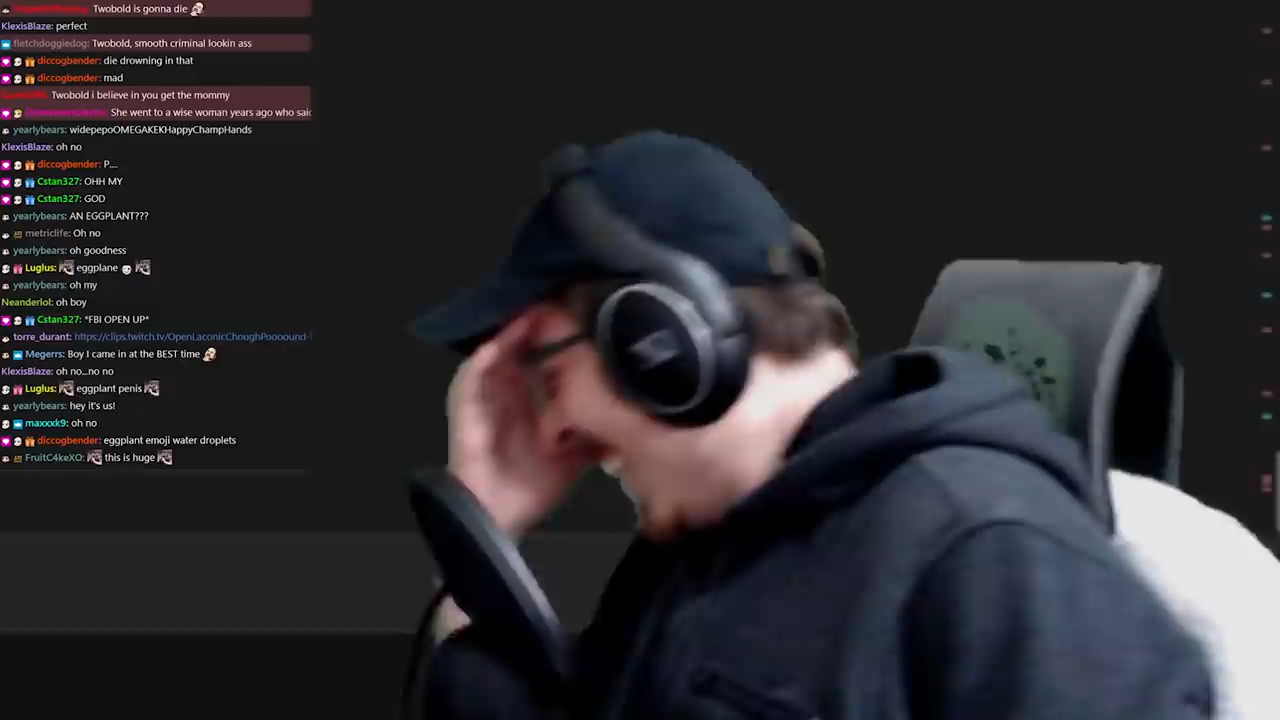 Twobold is gonna die
KlexisBlaze: perfect
fletchdoggiedog: Twobold, smooth criminal lookin ass
diccogbender: die drowning in that
diccogbender: mad
Twobold i believe in you get the mommy
She went to a wise woman years ago who said
yearlybears: widepepoOMEGAKEKHappyChampHands
KlexisBlaze: oh no
diccogbender: P....
Cstan327: OHH MY
Cstan327: GOD
yearlybears: AN EGGPLANT???
metriclife: Oh no
yearlybears: oh goodness
Luglus: eggplane
yearlybears: oh my
Neanderlol: oh boy
Cstan327: *FBI OPEN UP*
torre_durant: https://clips.twitch.tv/OpenLaconicChoughPoooound-
Megerrs: Boy I came in at the BEST time
KlexisBlaze: oh no...no no
Luglus: eggplant penis
yearlybears: hey it's us!
maxxxk9: oh no
diccogbender: eggplant emoji water droplets
FruitC4keXO: this is huge